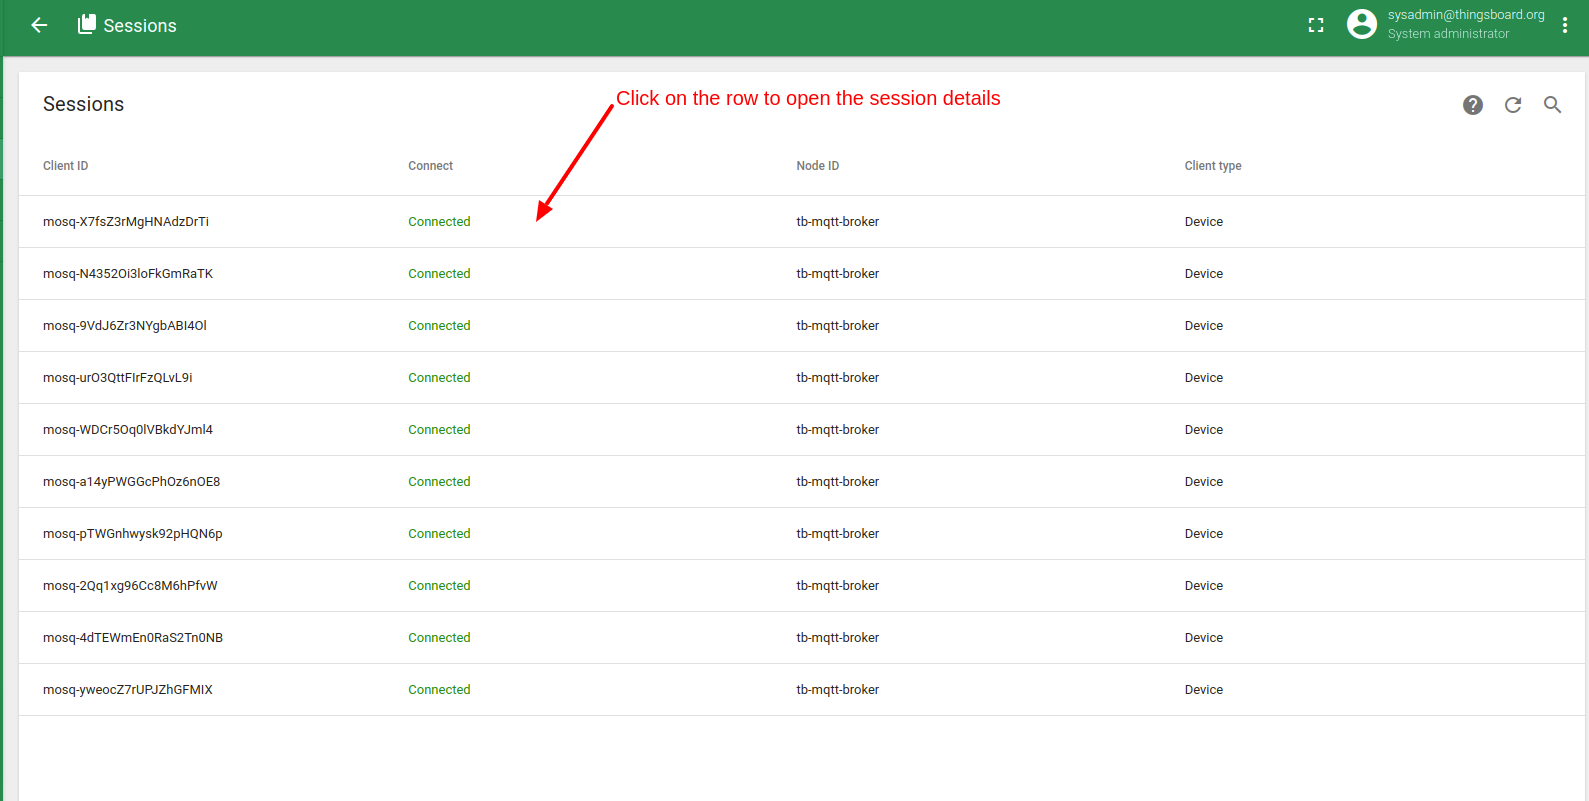 Sessions
sysadmin@thingsboard.org
System administrator
Click on the row to open the session details
Sessions
Client ID Connect Node ID Client type
mosq-X7fsZ3rMgHNAdzDrTi Connected tb-mqtt-broker Device
mosq-N4352Oi3loFkGmRaTK Connected tb-mqtt-broker Device
mosq-9VdJ6Zr3NYgbABI4Ol Connected tb-mqtt-broker Device
mosq-urO3QttFIrFzQLvL9i Connected tb-mqtt-broker Device
mosq-WDCr5Oq0lVBkdYJml4 Connected tb-mqtt-broker Device
mosq-a14yPWGGcPhOz6nOE8 Connected tb-mqtt-broker Device
mosq-pTWGnhwysk92pHQN6p Connected tb-mqtt-broker Device
mosq-2Qq1xg96Cc8M6hPfvW Connected tb-mqtt-broker Device
mosq-4dTEWmEn0RaS2Tn0NB Connected tb-mqtt-broker Device
mosq-yweocZ7rUPJZhGFMIX Connected tb-mqtt-broker Device